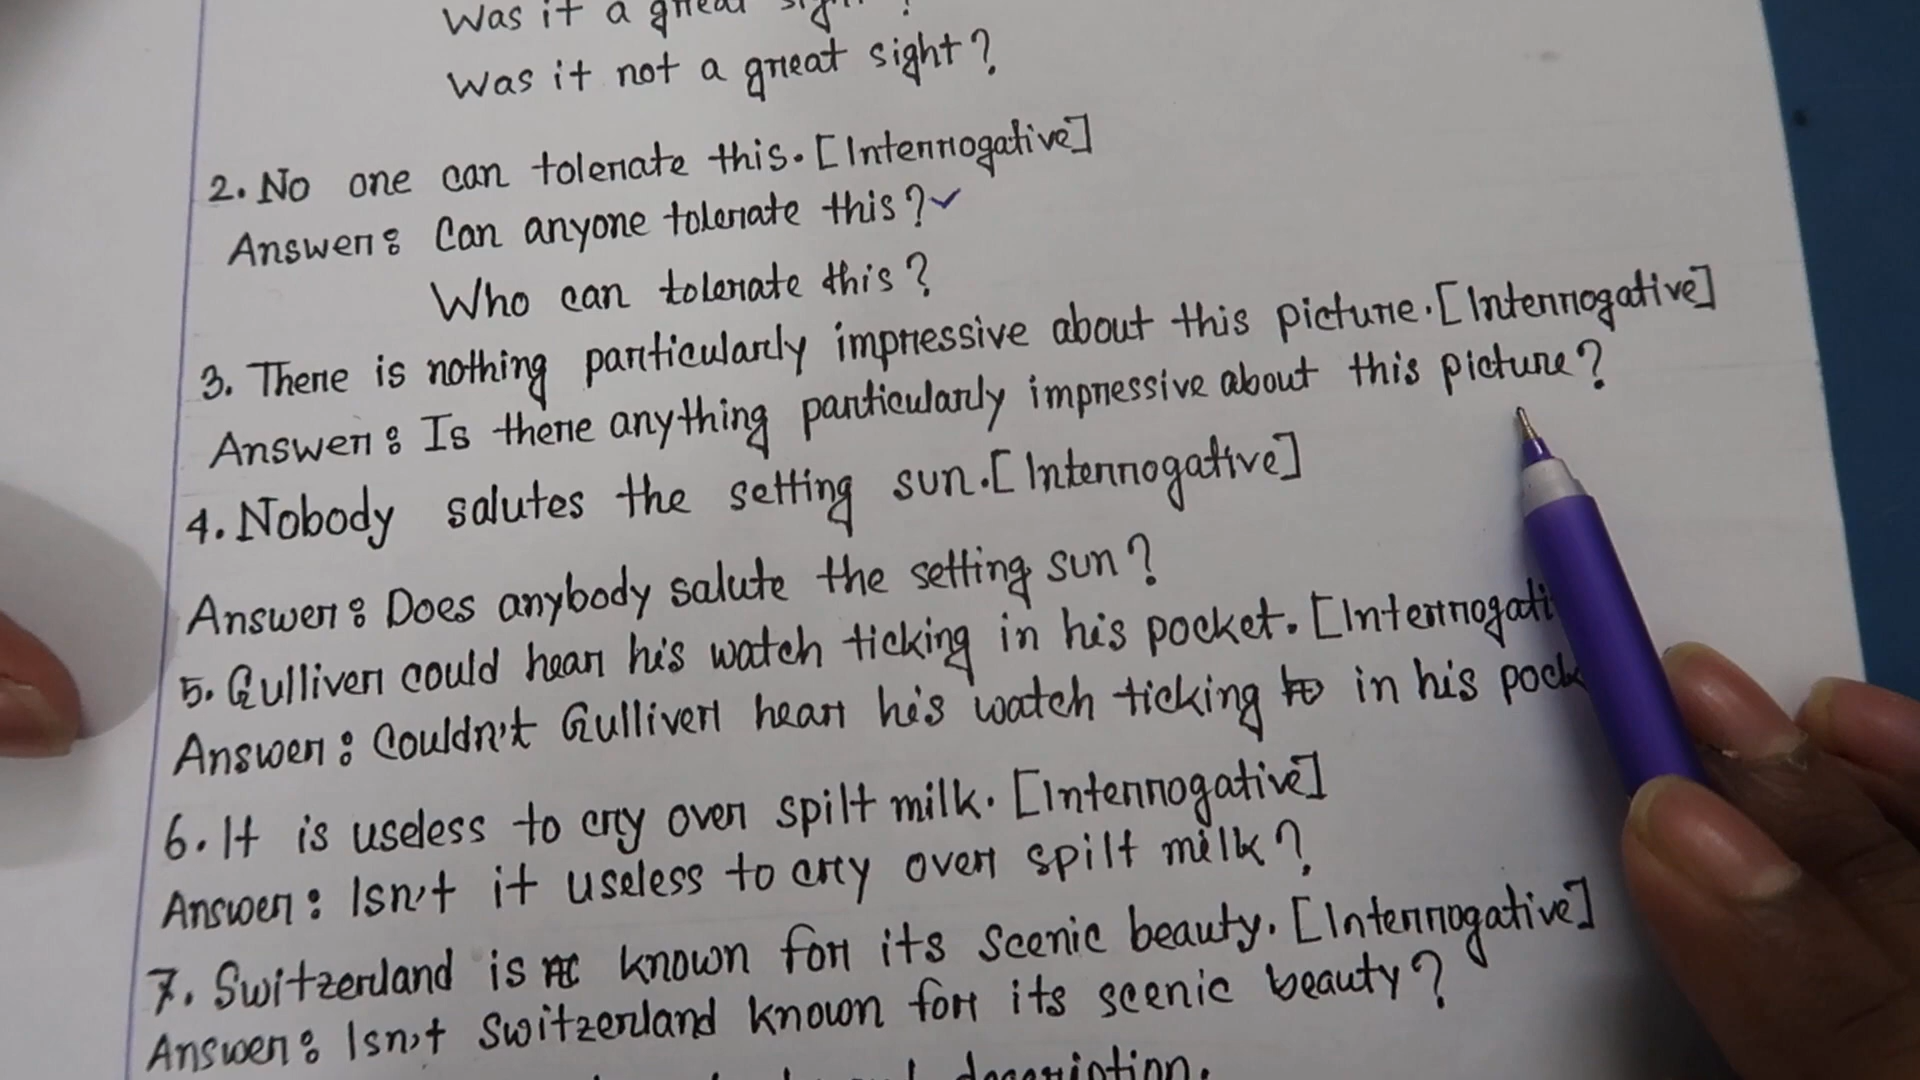 Was it a great sight?
Was it not a great sight?
2. No one can tolerate this. [Interrogative]
Answer: Can anyone tolerate this? ✓
Who can tolerate this?
3. There is nothing particularly impressive about this picture. [Interrogative]
Answer: Is there anything particularly impressive about this picture?
4. Nobody salutes the setting sun. [Interrogative]
Answer: Does anybody salute the setting sun?
5. Gulliver could hear his watch ticking in his pocket. [Interrogati
Answer: Couldn't Gulliver hear his watch ticking in his pock
6. It is useless to cry over spilt milk. [Interrogative]
Answer: Isn't it useless to cry over spilt milk?
7. Switzerland is known for its scenic beauty. [Interrogative]
Answer: Isn't Switzerland known for its scenic beauty?
description.